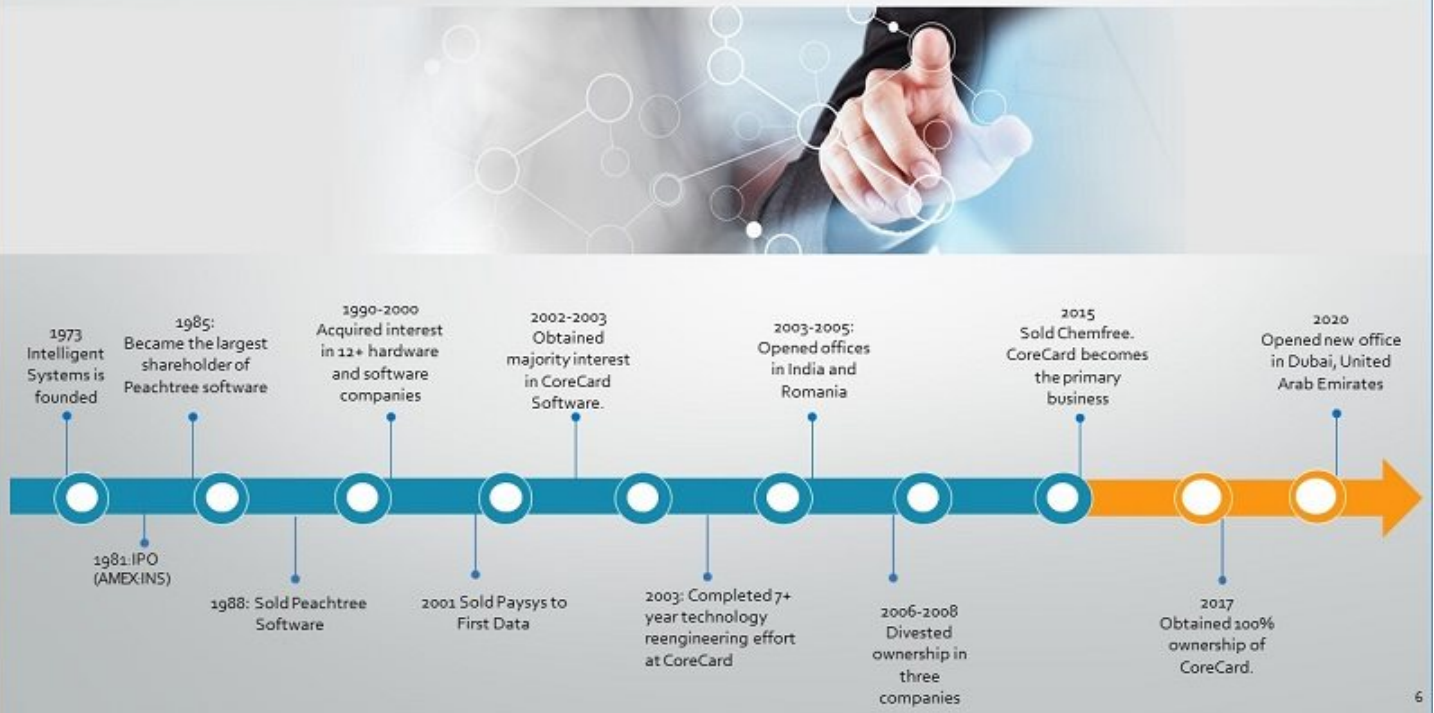 1973
Intelligent
Systems is
founded
1985:
Became the largest
shareholder of
Peachtree software
1990-2000
Acquired interest
in 12+ hardware
and software
companies
2002-2003
Obtained
majority interest
in CoreCard
Software.
2003-2005:
Opened offices
in India and
Romania
2015
Sold Chemfree.
CoreCard becomes
the primary
business
2020
Opened new office
in Dubai, United
Arab Emirates
1981:IPO
(AMEX:INS)
1988: Sold Peachtree
Software
2001 Sold Paysys to
First Data
2003: Completed 7+
year technology
reengineering effort
at CoreCard
2006-2008
Divested
ownership in
three
companies
2017
Obtained 100%
ownership of
CoreCard.
6